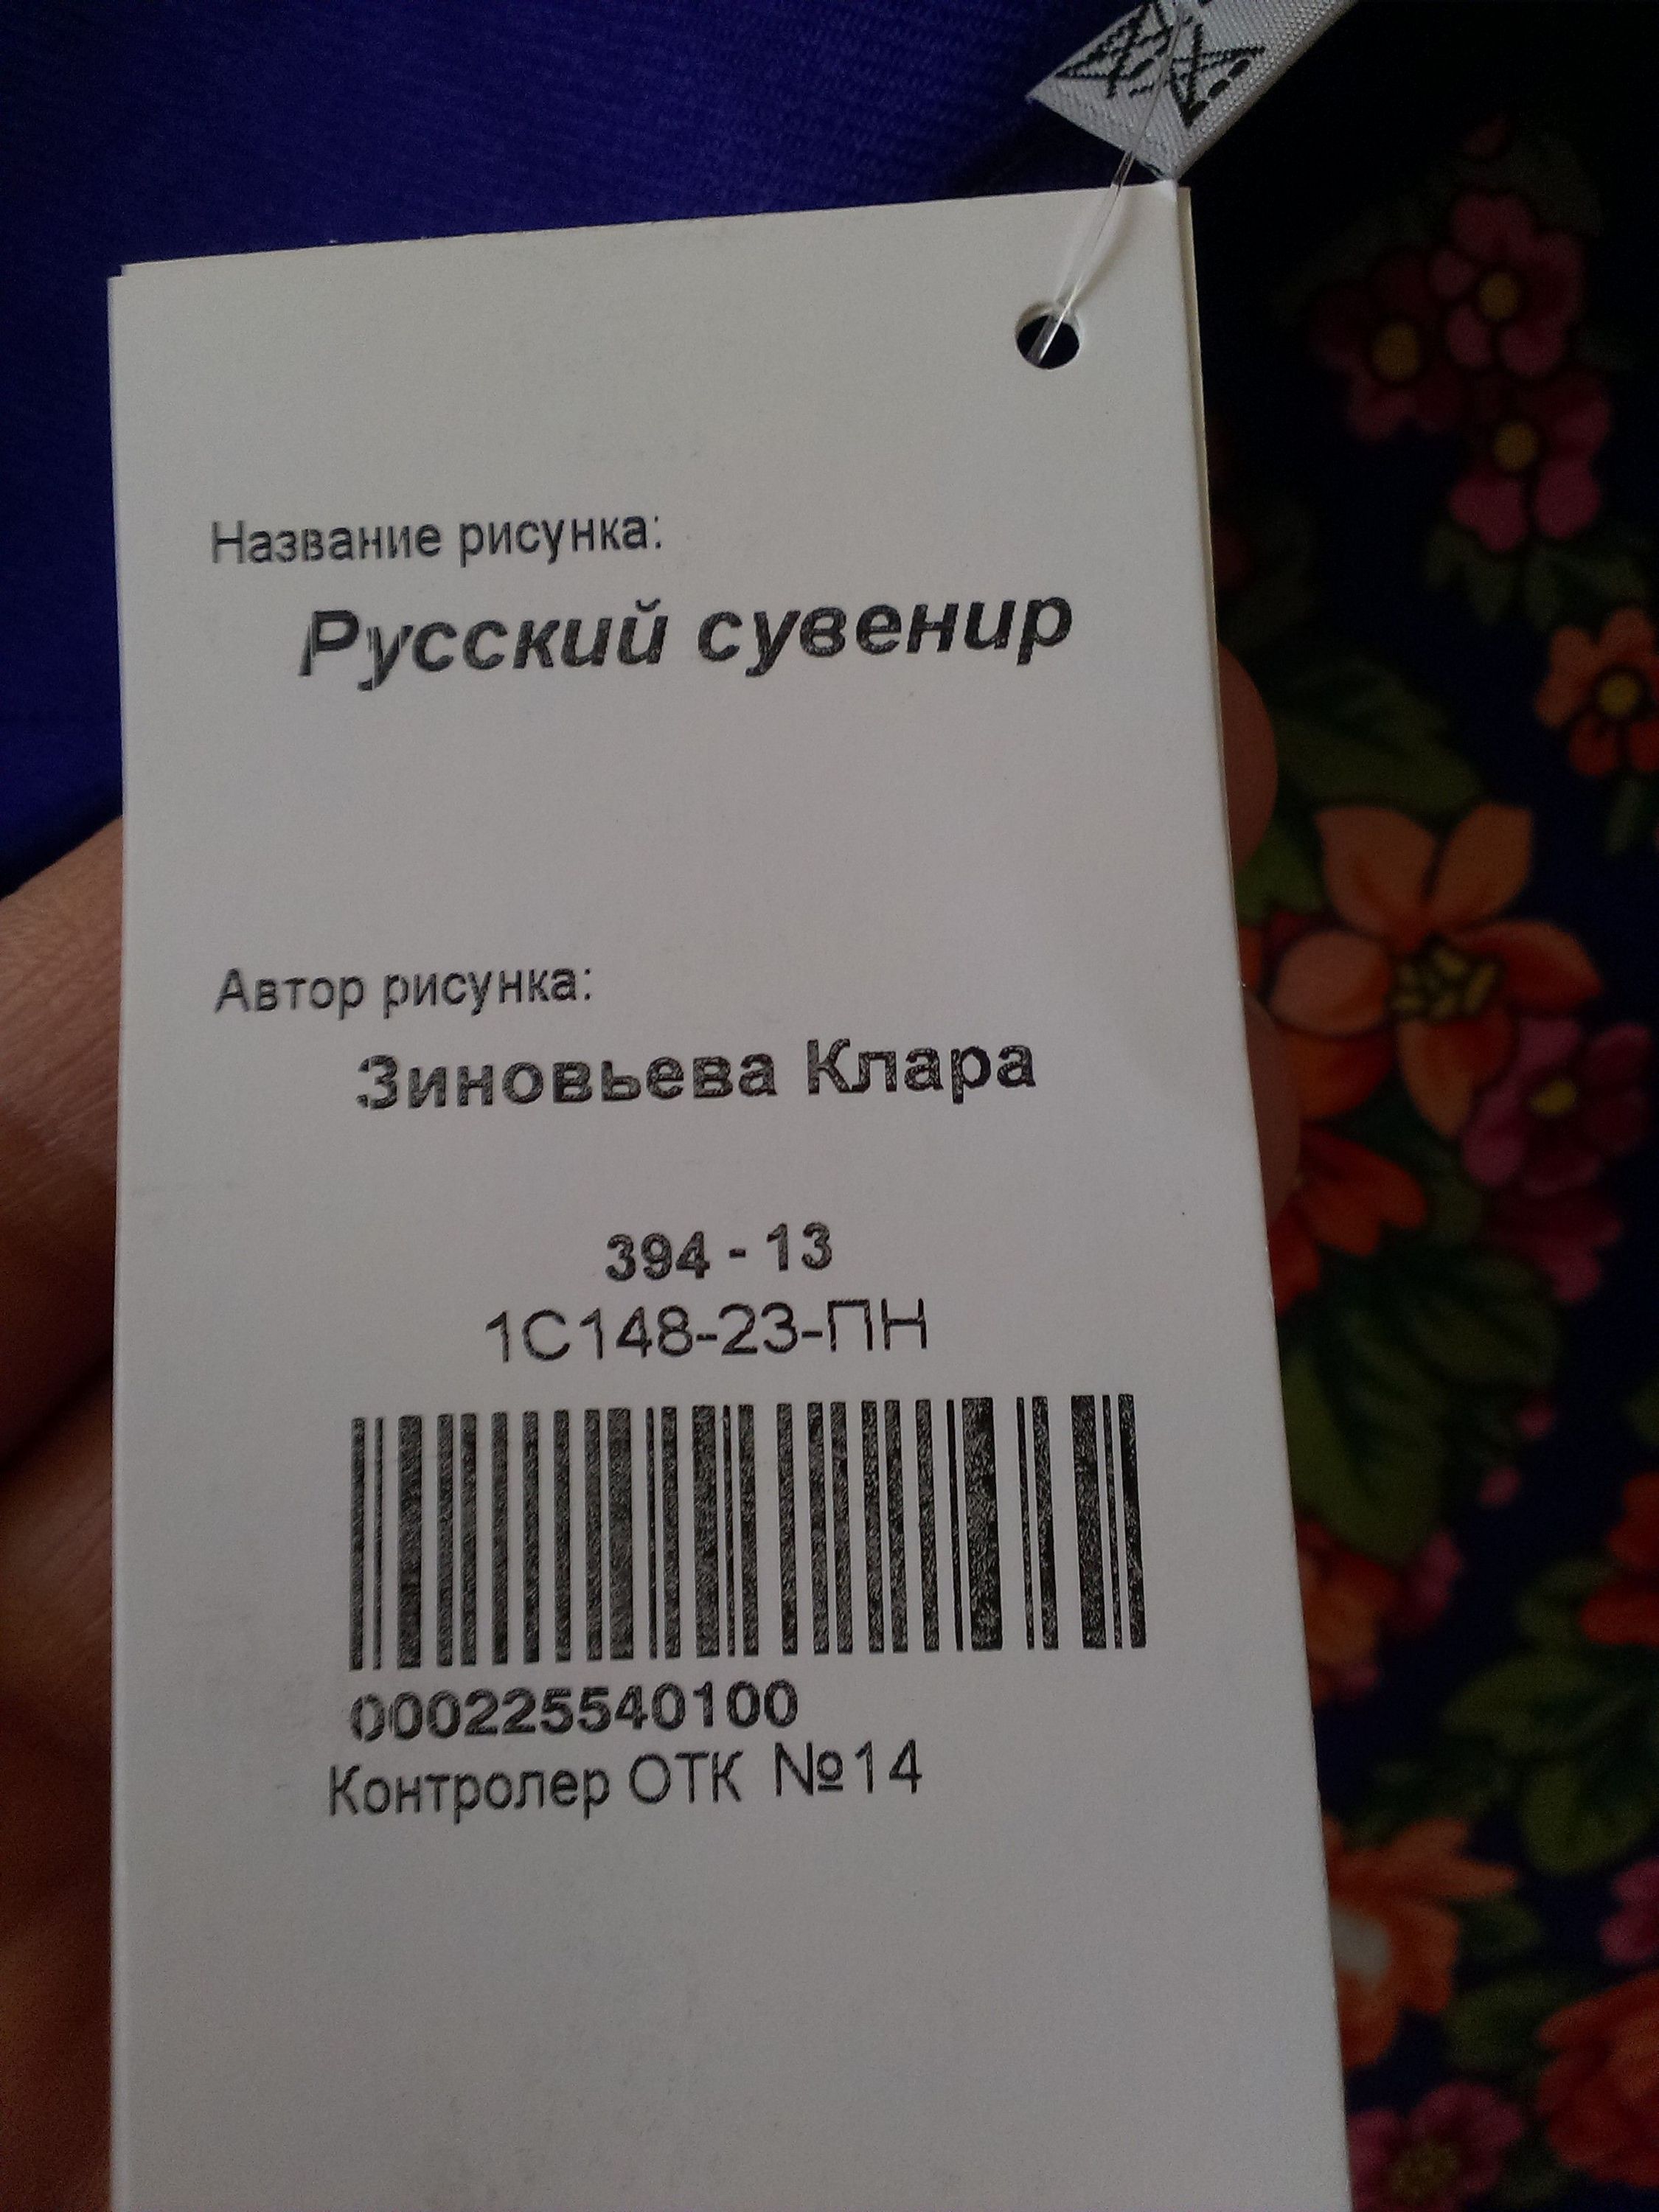 Название рисунка:
Русский сувенир
Автор рисунка:
Зиновьева Клара
394 - 13
1С148-23-ПН
000225540100
Контролер ОТК №14